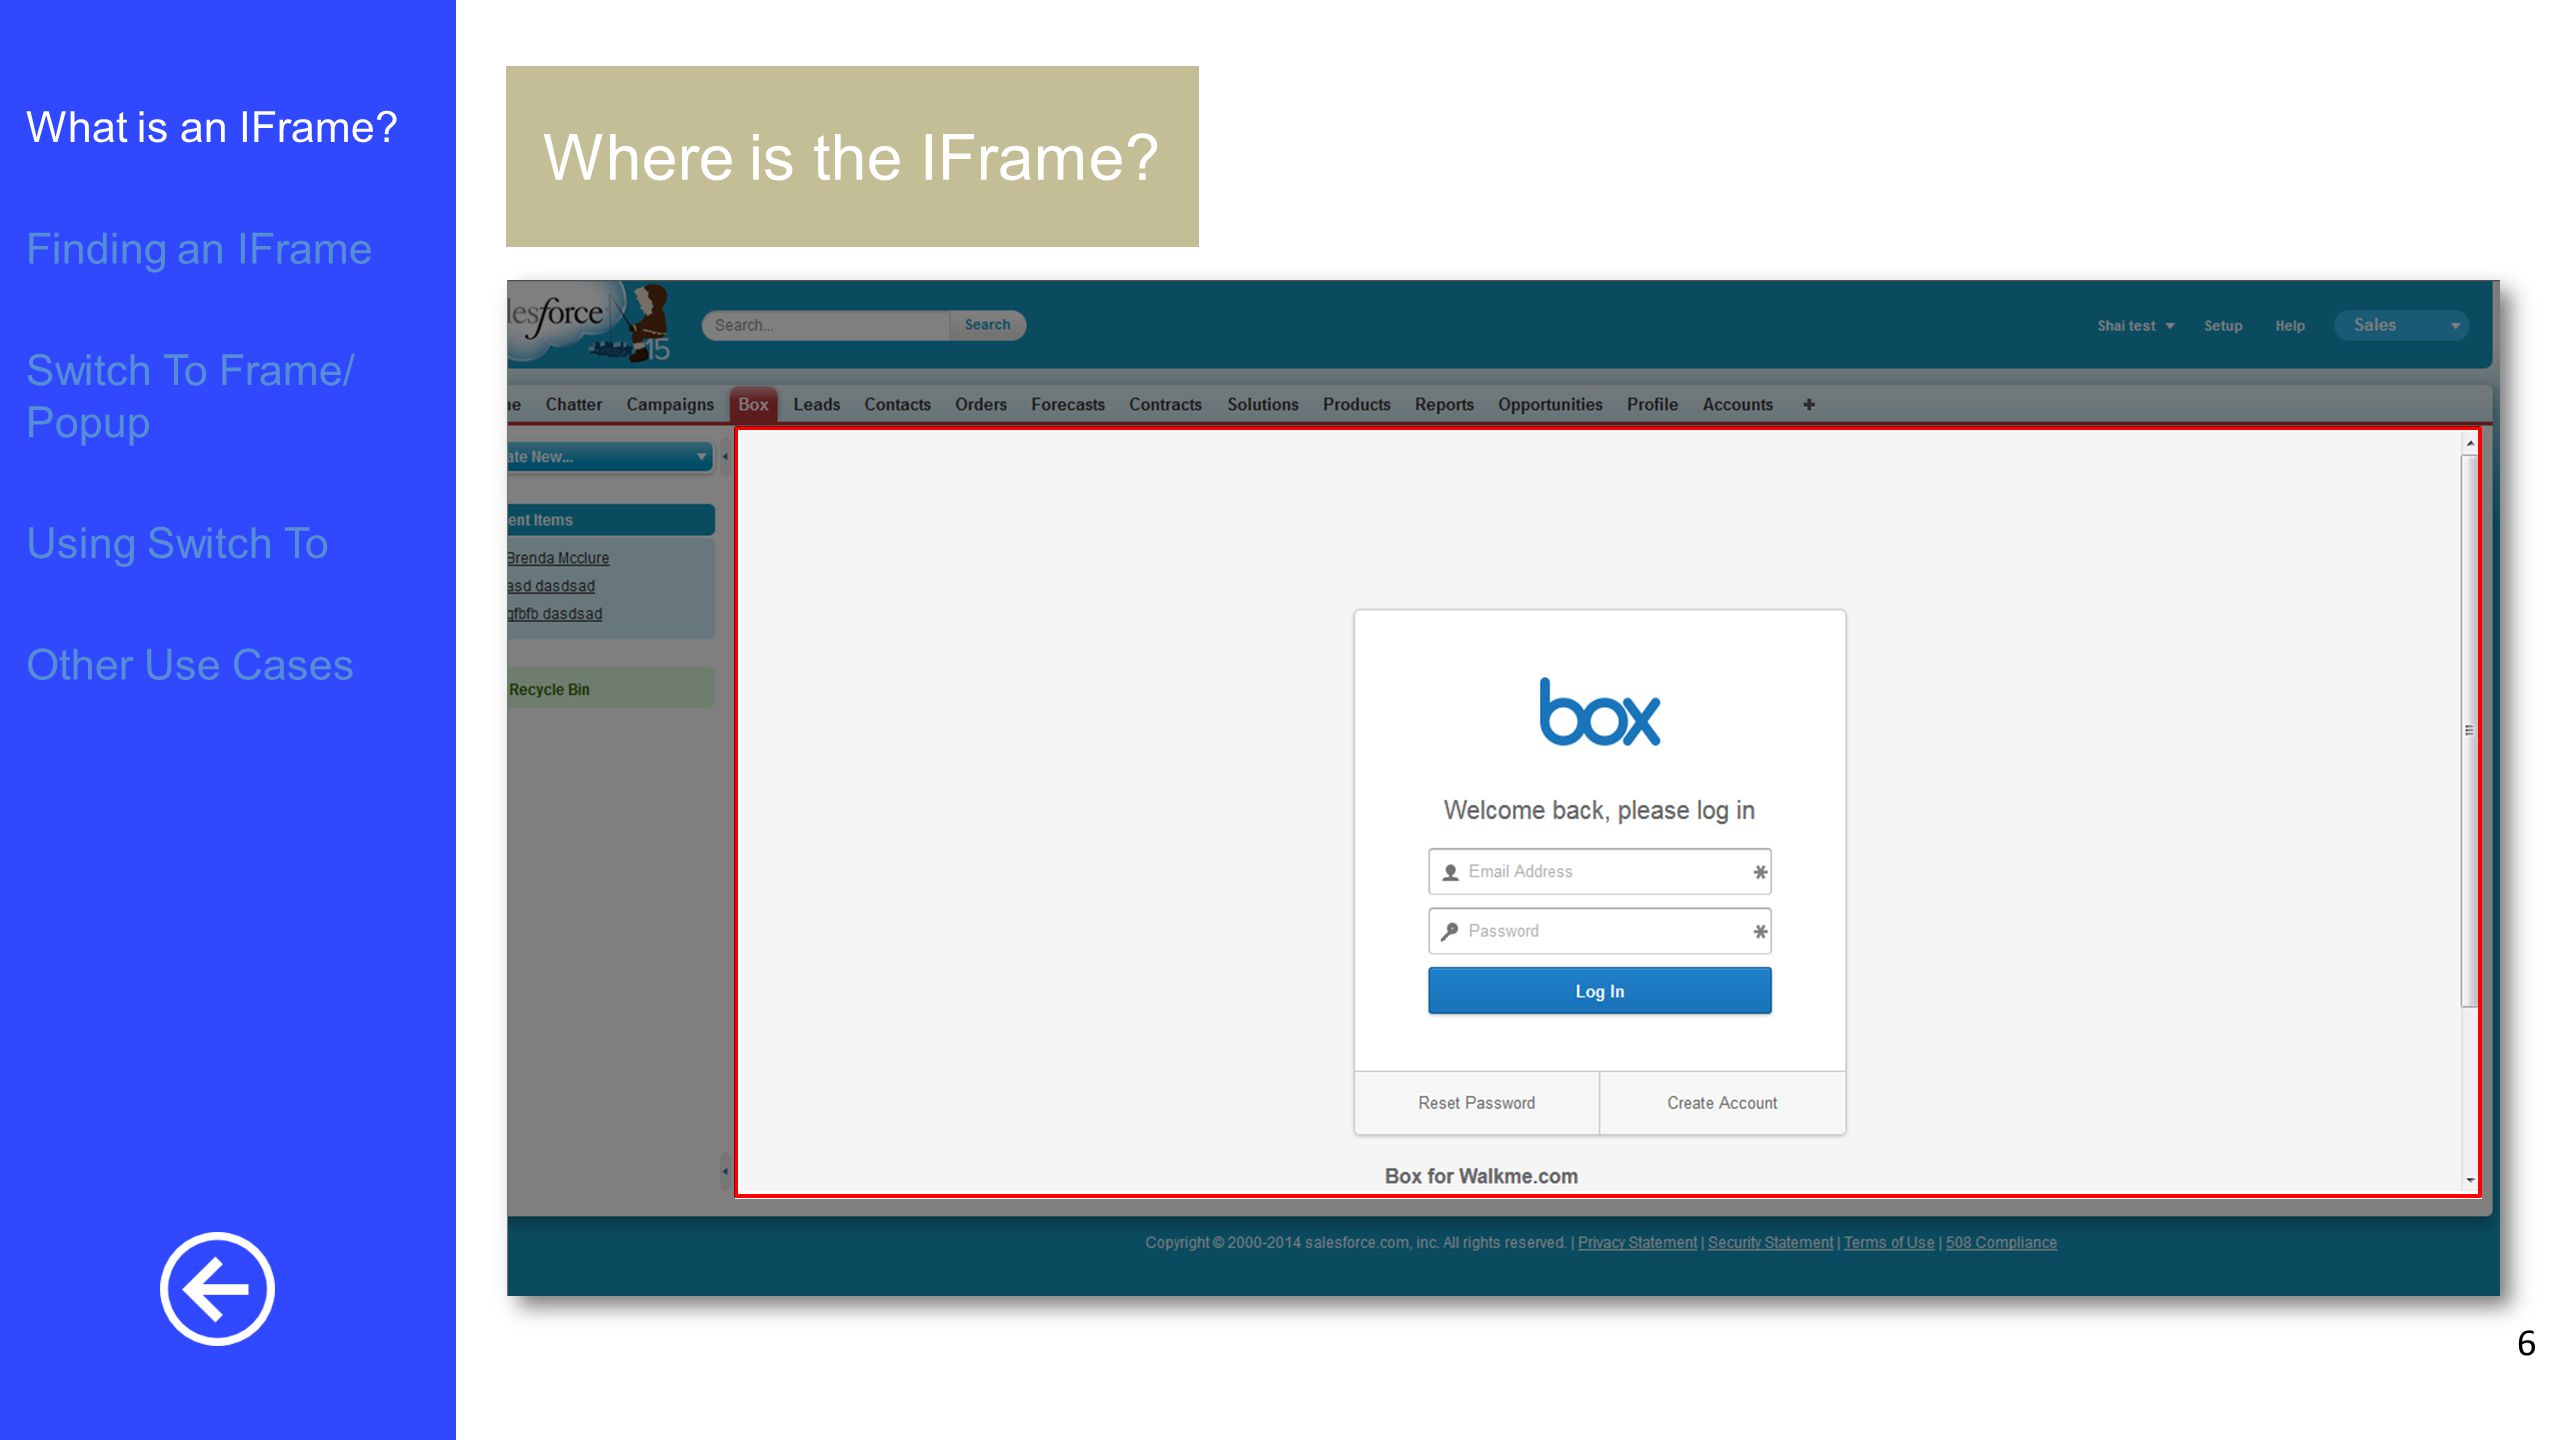 What is an IFrame?
Finding an IFrame
Switch To Frame/
Popup
Using Switch To
Other Use Cases
Where is the IFrame?
lesforce
15
Search...
Search
Shai test
Setup
Help
Sales
ne Chatter Campaigns Box Leads Contacts Orders Forecasts Contracts Solutions Products Reports Opportunities Profile Accounts +
ate New...
ent Items
Brenda Mcclure
asd dasdsad
gfbfb dasdsad
Recycle Bin
box
Welcome back, please log in
Email Address
Password
Log In
Reset Password
Create Account
Box for Walkme.com
Copyright © 2000-2014 salesforce.com, inc. All rights reserved. | Privacy Statement | Security Statement | Terms of Use | 508 Compliance
6